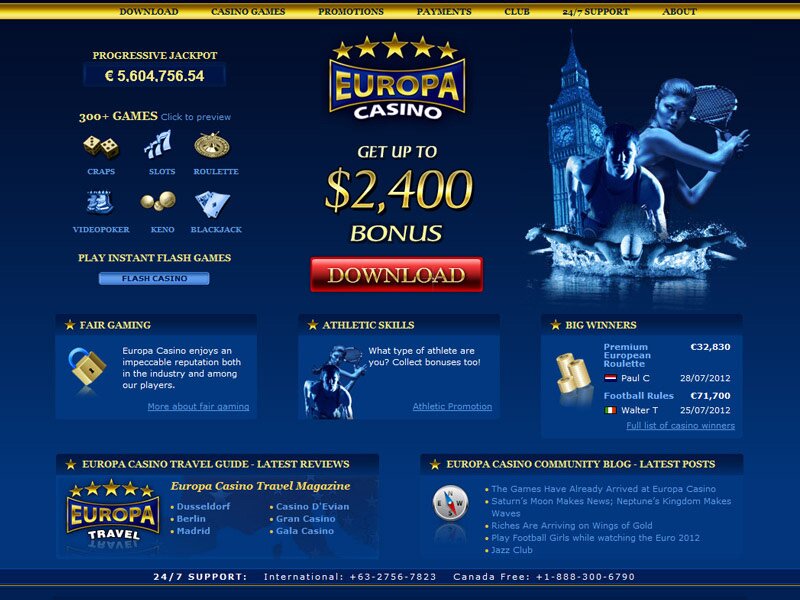 DOWNLOAD CASINO GAMES PROMOTIONS PAYMENTS CLUB 24/7 SUPPORT ABOUT
PROGRESSIVE JACKPOT
€ 5,604,756.54
300+ GAMES Click to preview
CRAPS SLOTS ROULETTE
VIDEOPOKER KENO BLACKJACK
PLAY INSTANT FLASH GAMES
FLASH CASINO
EUROPA
CASINO
GET UP TO
$2,400
BONUS
DOWNLOAD
FAIR GAMING
Europa Casino enjoys an
impeccable reputation both
in the industry and among
our players.
More about fair gaming
ATHLETIC SKILLS
What type of athlete are
you? Collect bonuses too!
Athletic Promotion
BIG WINNERS
Premium €32,830
European
Roulette
Paul C 28/07/2012
Football Rules €71,700
Walter T 25/07/2012
Full list of casino winners
EUROPA CASINO TRAVEL GUIDE - LATEST REVIEWS
EUROPA
TRAVEL
Europa Casino Travel Magazine
Dusseldorf Casino D'Evian
Berlin Gran Casino
Madrid Gala Casino
EUROPA CASINO COMMUNITY BLOG - LATEST POSTS
N
E
S
The Games Have Already Arrived at Europa Casino
Saturn's Moon Makes News; Neptune's Kingdom Makes
Waves
Riches Are Arriving on Wings of Gold
Play Football Girls while watching the Euro 2012
Jazz Club
24/7 SUPPORT: International: +63-2756-7823 Canada Free: +1-888-300-6790